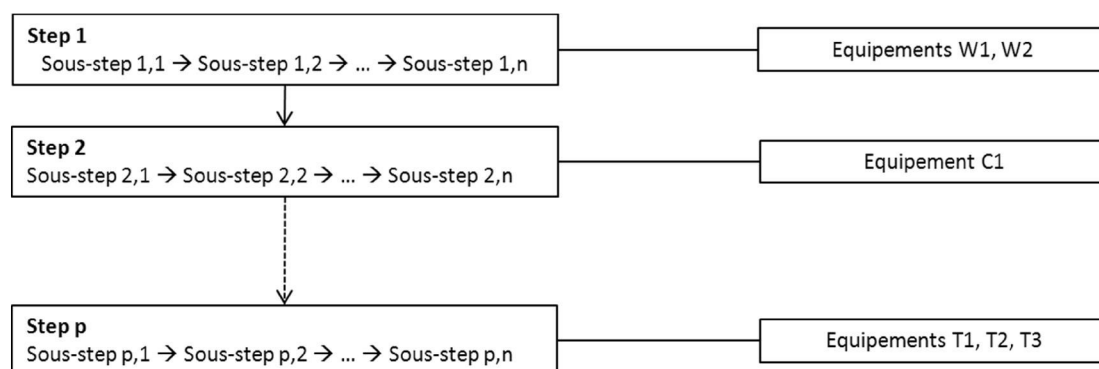 Step 1
Sous-step 1,1 → Sous-step 1,2 → ... → Sous-step 1,n
Equipements W1, W2
Step 2
Sous-step 2,1 → Sous-step 2,2 → ... → Sous-step 2,n
Equipement C1
Step p
Sous-step p,1 → Sous-step p,2 → ... → Sous-step p,n
Equipements T1, T2, T3